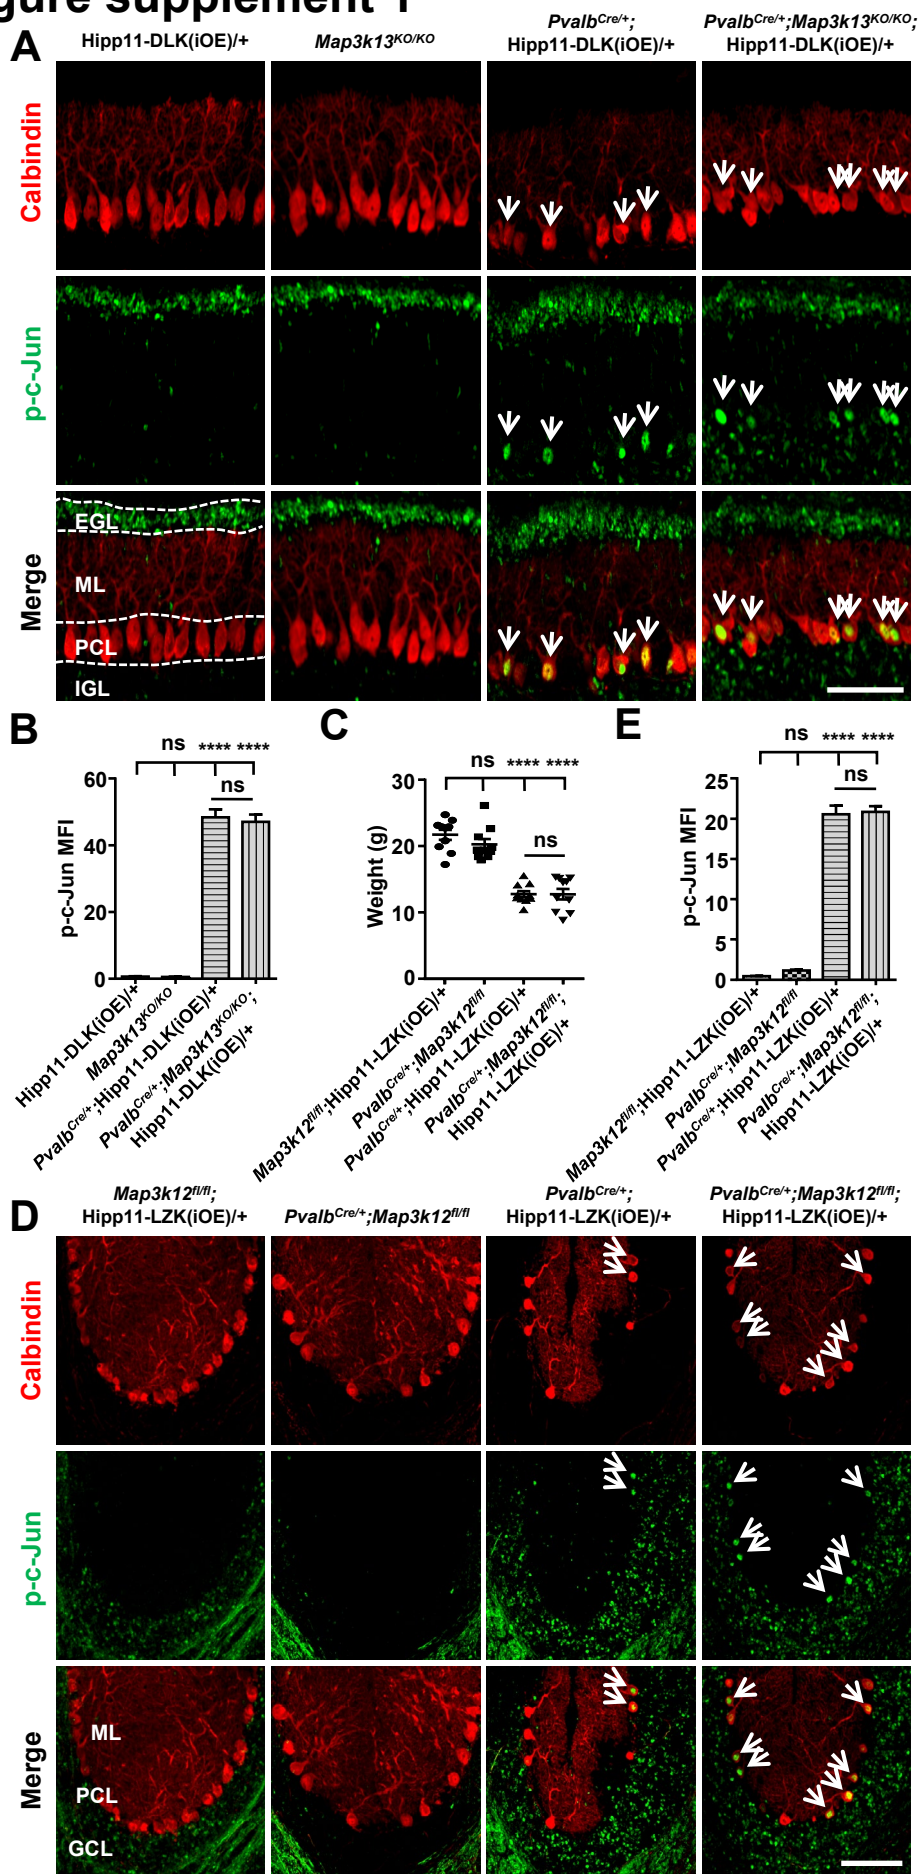 gure supplement 1
A
Hipp11-DLK(iOE)/+
Map3k13KO/KO
PvalbCre/+;
Hipp11-DLK(iOE)/+
PvalbCre/+;Map3k13KO/KO;
Hipp11-DLK(iOE)/+
Calbindin
p-c-Jun
Merge
EGL
ML
PCL
IGL
B
ns **** ****
ns
p-c-Jun MFI
60
40
20
0
Hipp11-DLK(iOE)/+
Map3k13KO/KO
PvalbCre/+;Hipp11-DLK(iOE)/+
PvalbCre/+;Map3k13KO/KO;
Hipp11-DLK(iOE)/+
C
ns **** ****
ns
Weight (g)
30
20
10
0
Map3k12fl/fl;Hipp11-LZK(iOE)/+
PvalbCre/+;Map3k12fl/fl
PvalbCre/+;Hipp11-LZK(iOE)/+
PvalbCre/+;Map3k12fl/fl;
Hipp11-LZK(iOE)/+
E
ns **** ****
ns
p-c-Jun MFI
25
20
15
10
5
0
Map3k12fl/fl;Hipp11-LZK(iOE)/+
PvalbCre/+;Map3k12fl/fl
PvalbCre/+;Hipp11-LZK(iOE)/+
PvalbCre/+;Map3k12fl/fl;
Hipp11-LZK(iOE)/+
D
Map3k12fl/fl;
Hipp11-LZK(iOE)/+
PvalbCre/+;Map3k12fl/fl
PvalbCre/+;
Hipp11-LZK(iOE)/+
PvalbCre/+;Map3k12fl/fl;
Hipp11-LZK(iOE)/+
Calbindin
p-c-Jun
Merge
ML
PCL
GCL